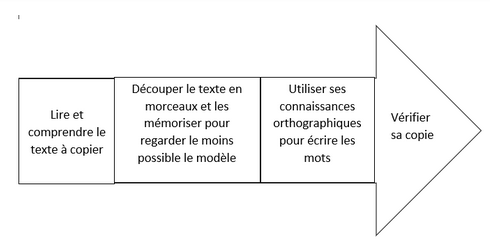 Lire et
comprendre le
texte à copier
Découper le texte en
morceaux et les
mémoriser pour
regarder le moins
possible le modèle
Utiliser ses
connaissances
orthographiques
pour écrire les
mots
Vérifier
sa copie